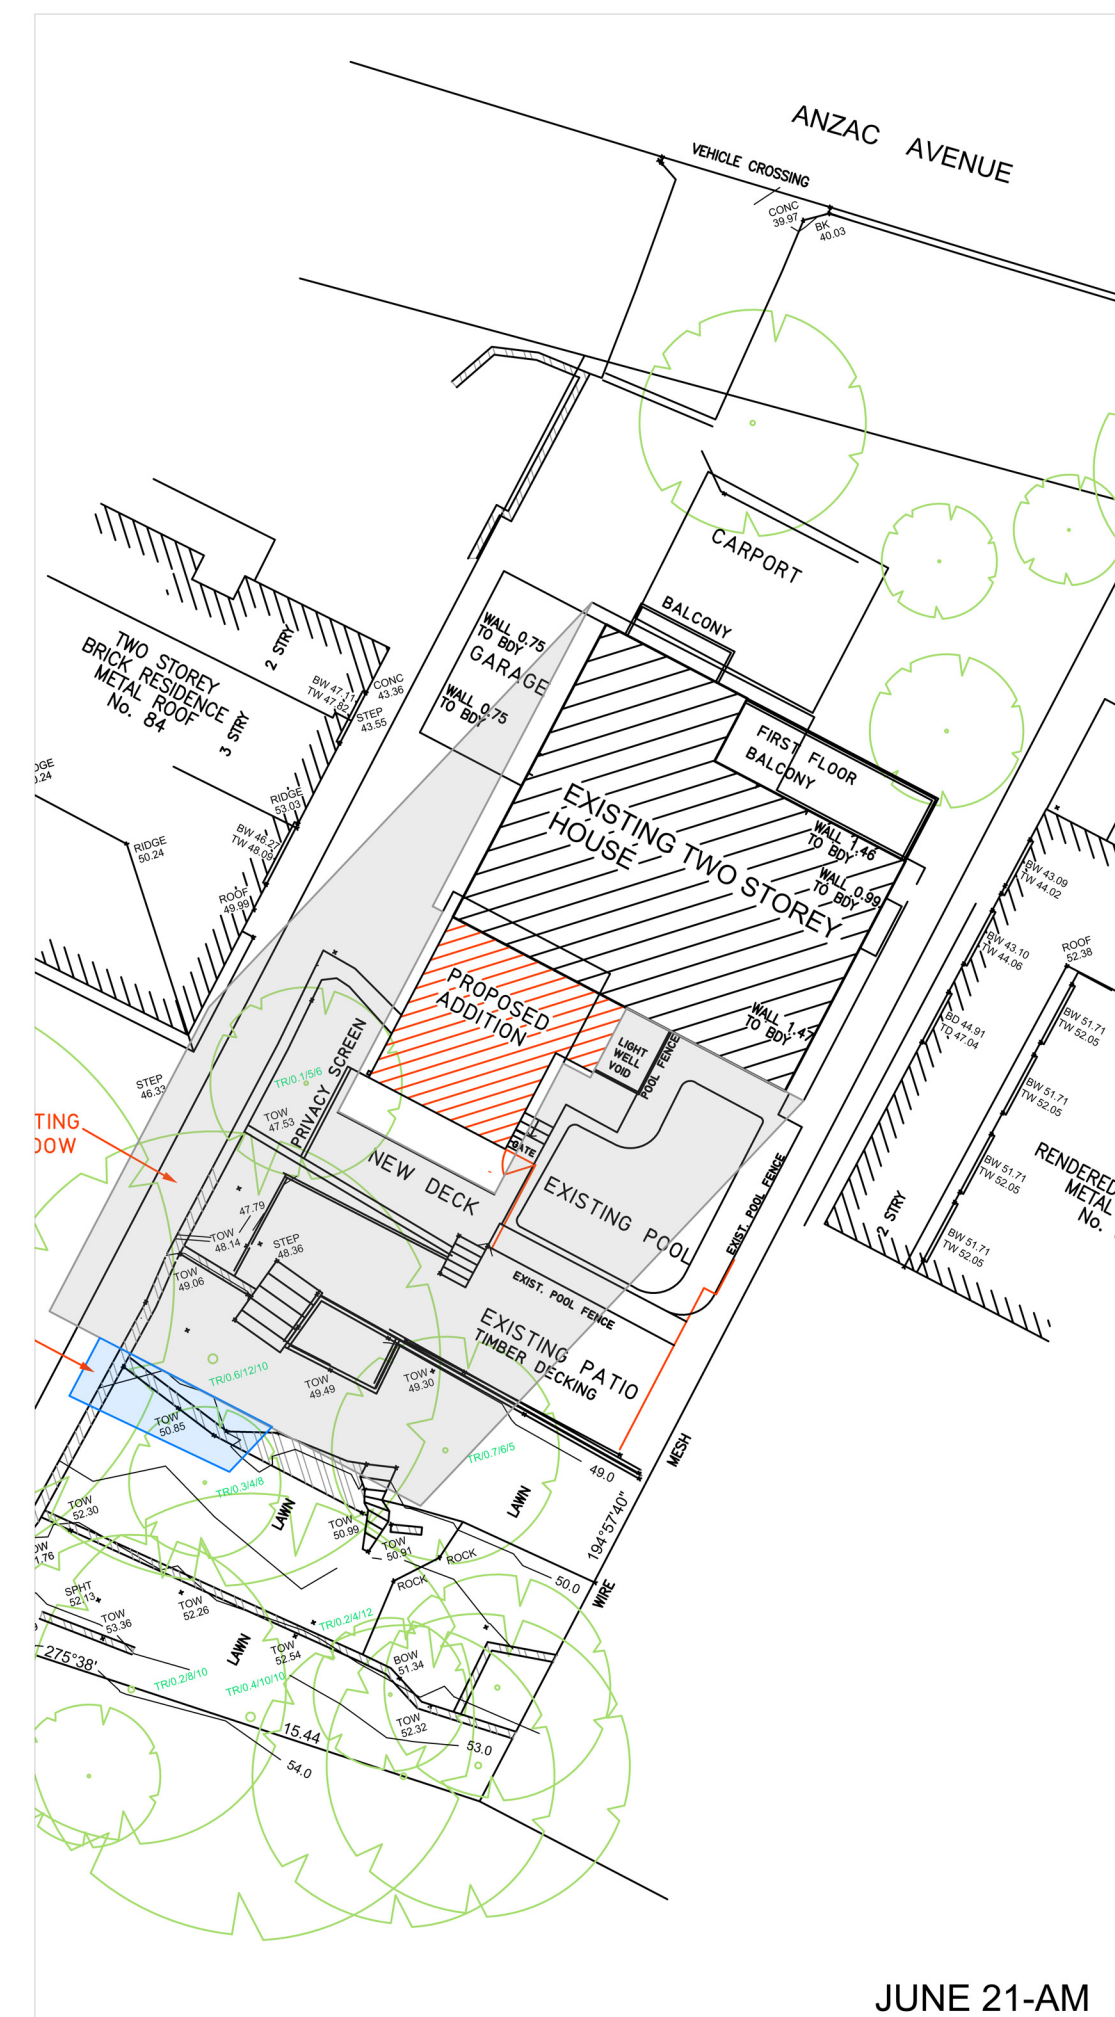 ANZAC AVENUE
VEHICLE CROSSING
CONC
39.97
BK
40.03
CARPORT
BALCONY
WALL 0.75
TO BDY
GARAGE
WALL 0.75
TO BDY
TWO STOREY
BRICK RESIDENCE
METAL ROOF
No. 84
2 STRY
3 STRY
BW 47.11
TW 47.82
CONC
43.36
STEP
43.55
FIRST FLOOR
BALCONY
EXISTING TWO STOREY
HOUSE
WALL 1.46
TO BDY
WALL 0.99
TO BDY
WALL 1.47
TO BDY
RIDGE
53.03
RIDGE
50.24
BW 46.27
TW 48.09
ROOF
49.99
BW 43.09
TW 44.02
BW 43.10
TW 44.06
ROOF
52.38
BD 44.91
TD 47.04
BW 51.71
TW 52.05
BW 51.71
TW 52.05
BW 51.71
TW 52.05
BW 51.71
TW 52.05
RENDERED
METAL
No.
2 STRY
PROPOSED
ADDITION
LIGHT
WELL
VOID
POOL FENCE
PRIVACY SCREEN
TR/0.1/5/6
TOW
47.53
STEP
46.33
TING
DOW
GATE
NEW DECK
EXISTING POOL
EXIST. POOL FENCE
47.79
TOW
48.14
STEP
48.36
TOW
49.06
EXIST. POOL FENCE
EXISTING PATIO
TIMBER DECKING
TR/0.6/12/10
TOW
49.49
TOW
49.30
TOW
50.85
TR/0.7/6/5
49.0
MESH
TR/0.3/4/8
LAWN
LAWN
194°57'40"
TOW
52.30
TOW
50.99
TOW
50.91
ROCK
ROCK
50.0
WIRE
SPHT
52.13
TOW
53.36
TOW
52.26
TR/0.2/4/12
LAWN
TOW
52.54
BOW
51.34
275°38'
TR/0.2/8/10
TR/0.4/10/10
TOW
52.32
15.44
53.0
54.0
JUNE 21-AM